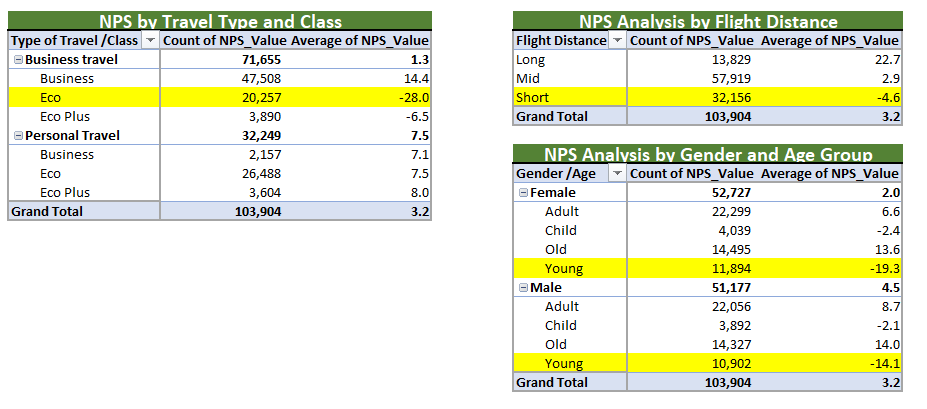 NPS by Travel Type and Class
Type of Travel /Class Count of NPS_Value Average of NPS_Value
Business travel 71,655 1.3
Business 47,508 14.4
Eco 20,257 -28.0
Eco Plus 3,890 -6.5
Personal Travel 32,249 7.5
Business 2,157 7.1
Eco 26,488 7.5
Eco Plus 3,604 8.0
Grand Total 103,904 3.2
NPS Analysis by Flight Distance
Flight Distance Count of NPS_Value Average of NPS_Value
Long 13,829 22.7
Mid 57,919 2.9
Short 32,156 -4.6
Grand Total 103,904 3.2
NPS Analysis by Gender and Age Group
Gender /Age Count of NPS_Value Average of NPS_Value
Female 52,727 2.0
Adult 22,299 6.6
Child 4,039 -2.4
Old 14,495 13.6
Young 11,894 -19.3
Male 51,177 4.5
Adult 22,056 8.7
Child 3,892 -2.1
Old 14,327 14.0
Young 10,902 -14.1
Grand Total 103,904 3.2